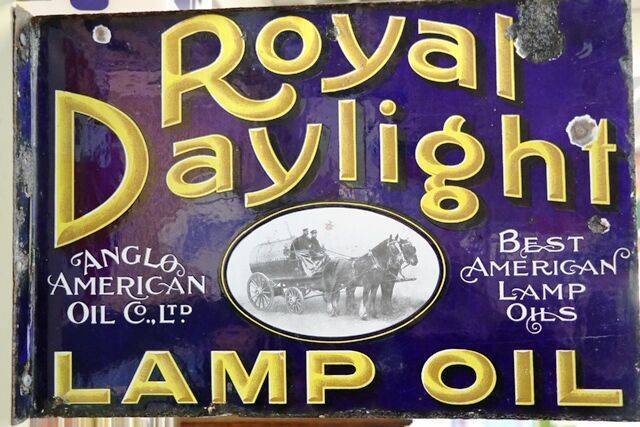 Royal
Daylight
ANGLO
AMERICAN
OIL Co., LTD
BEST
AMERICAN
LAMP
OILS
LAMP OIL